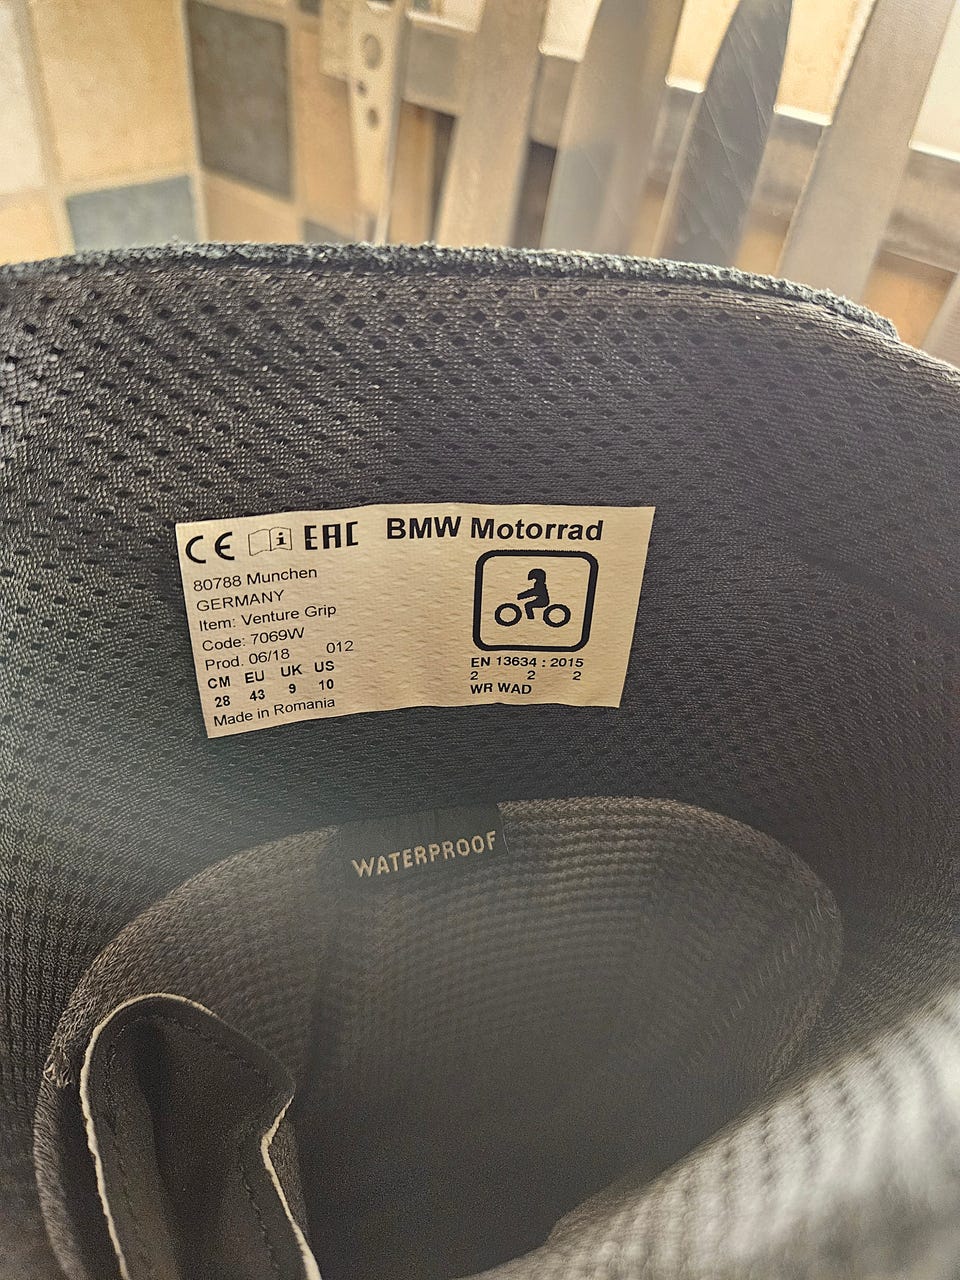 CE i EAC BMW Motorrad
80788 Munchen
GERMANY
Item: Venture Grip
Code: 7069W
Prod. 06/18 012
CM EU UK US
28 43 9 10
Made in Romania
EN 13634 : 2015
2 2 2
WR WAD
WATERPROOF